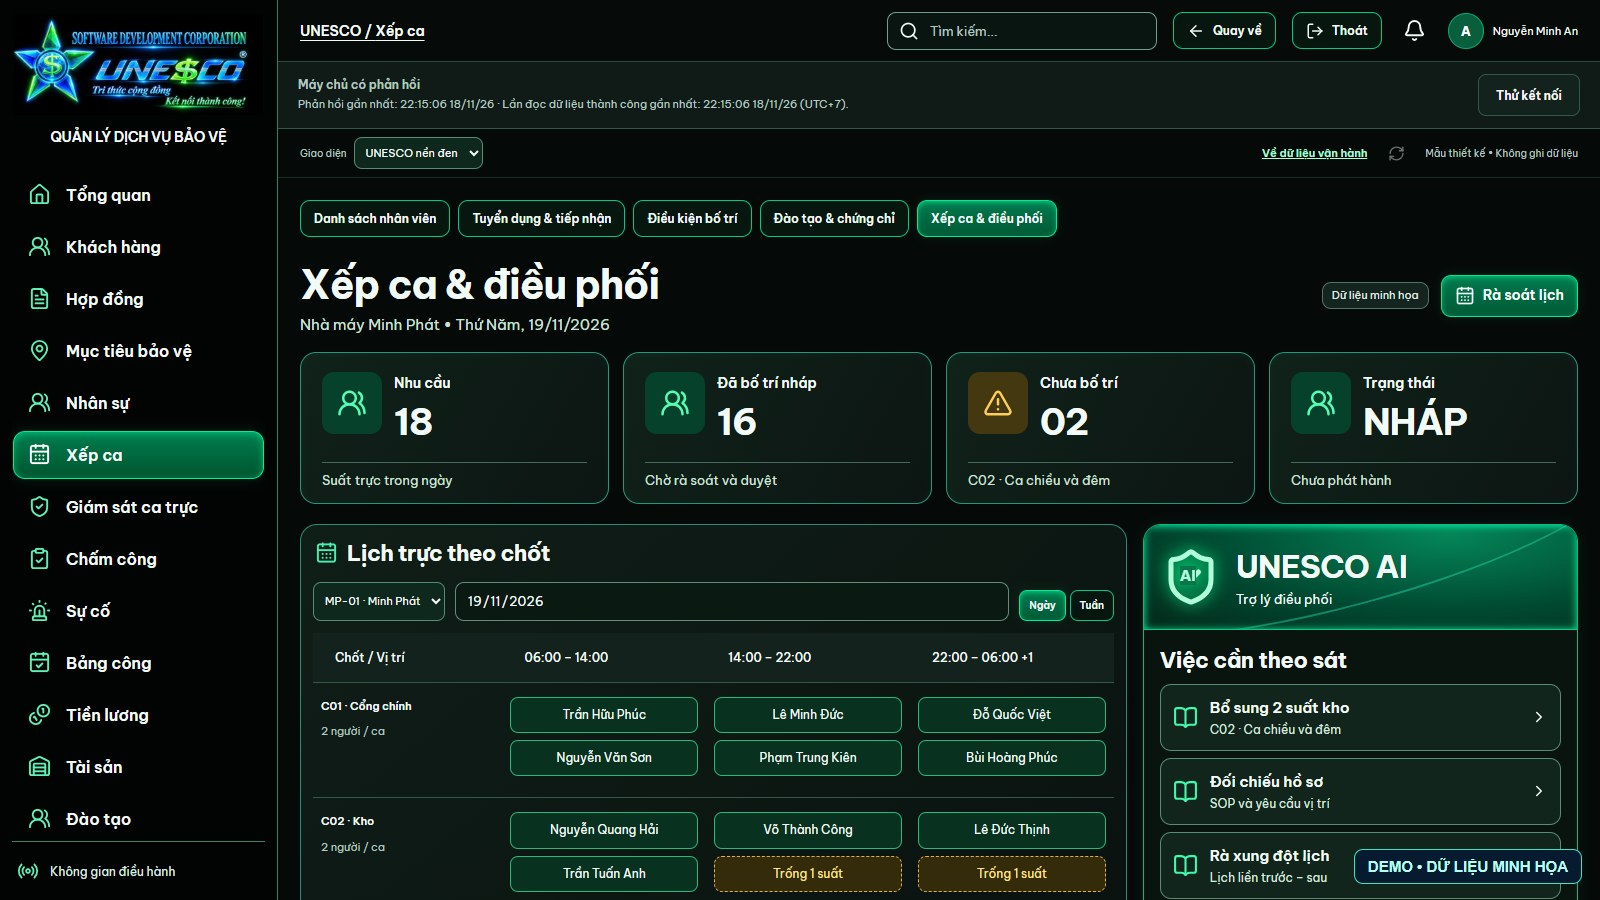 SOFTWARE DEVELOPMENT CORPORATION
UNE$CO ®
Tri thức cộng đồng
Kết nối thành công!
QUẢN LÝ DỊCH VỤ BẢO VỆ
Tổng quan
Khách hàng
Hợp đồng
Mục tiêu bảo vệ
Nhân sự
Xếp ca
Giám sát ca trực
Chấm công
Sự cố
Bảng công
Tiền lương
Tài sản
Đào tạo
Không gian điều hành
UNESCO / Xếp ca
Tìm kiếm...
Quay về
Thoát
A
Nguyễn Minh An
Máy chủ có phản hồi
Phản hồi gần nhất: 22:15:06 18/11/26 · Lần đọc dữ liệu thành công gần nhất: 22:15:06 18/11/26 (UTC+7).
Thử kết nối
Giao diện
UNESCO nền đen
Về dữ liệu vận hành
Mẫu thiết kế • Không ghi dữ liệu
Danh sách nhân viên
Tuyển dụng & tiếp nhận
Điều kiện bố trí
Đào tạo & chứng chỉ
Xếp ca & điều phối
Xếp ca & điều phối
Nhà máy Minh Phát • Thứ Năm, 19/11/2026
Dữ liệu minh họa
Rà soát lịch
Nhu cầu
18
Suất trực trong ngày
Đã bố trí nháp
16
Chờ rà soát và duyệt
Chưa bố trí
02
C02 · Ca chiều và đêm
Trạng thái
NHÁP
Chưa phát hành
Lịch trực theo chốt
MP-01 · Minh Phát
19/11/2026
Ngày
Tuần
Chốt / Vị trí
06:00 – 14:00
14:00 – 22:00
22:00 – 06:00 +1
C01 · Cổng chính
2 người / ca
Trần Hữu Phúc
Lê Minh Đức
Đỗ Quốc Việt
Nguyễn Văn Sơn
Phạm Trung Kiên
Bùi Hoàng Phúc
C02 · Kho
2 người / ca
Nguyễn Quang Hải
Võ Thành Công
Lê Đức Thịnh
Trần Tuấn Anh
Trống 1 suất
Trống 1 suất
AI
UNESCO AI
Trợ lý điều phối
Việc cần theo sát
Bổ sung 2 suất kho
C02 · Ca chiều và đêm
Đối chiếu hồ sơ
SOP và yêu cầu vị trí
Rà xung đột lịch
Lịch liền trước – sau
DEMO • DỮ LIỆU MINH HỌA